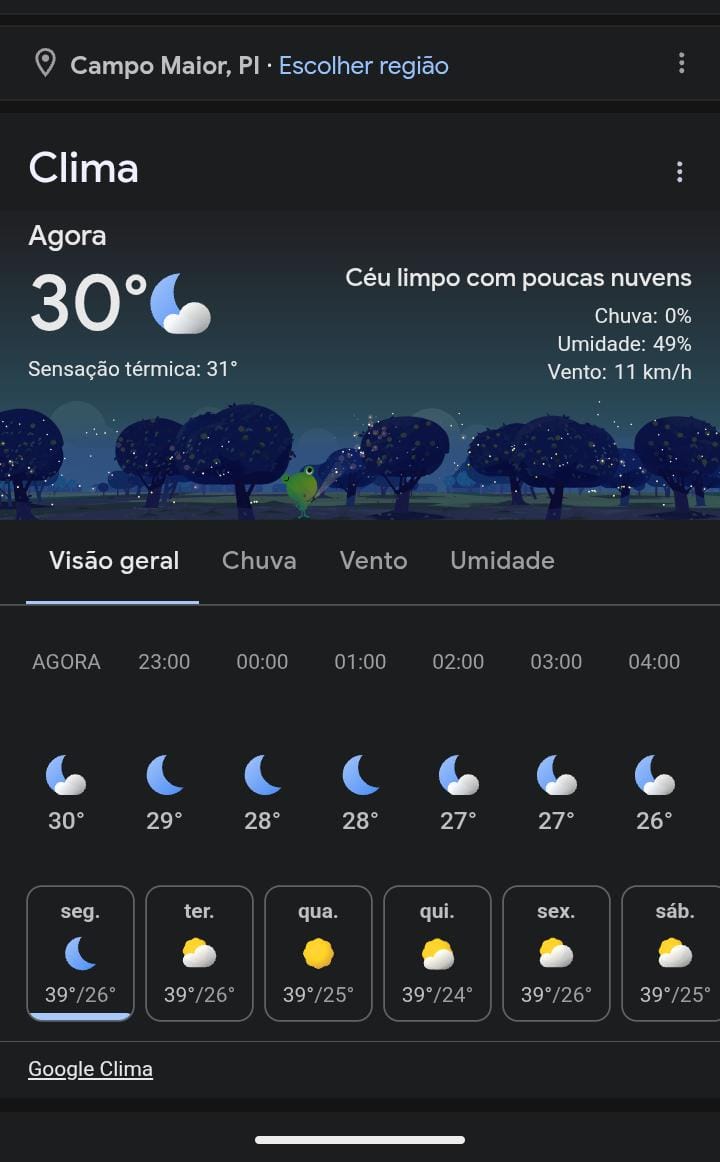 Campo Maior, PI · Escolher região
Clima
Agora
30°
Céu limpo com poucas nuvens
Chuva: 0%
Umidade: 49%
Sensação térmica: 31°
Vento: 11 km/h
Visão geral Chuva Vento Umidade
AGORA 23:00 00:00 01:00 02:00 03:00 04:00
30° 29° 28° 28° 27° 27° 26°
seg. ter. qua. qui. sex. sáb.
39°/26° 39°/26° 39°/25° 39°/24° 39°/26° 39°/25°
Google Clima